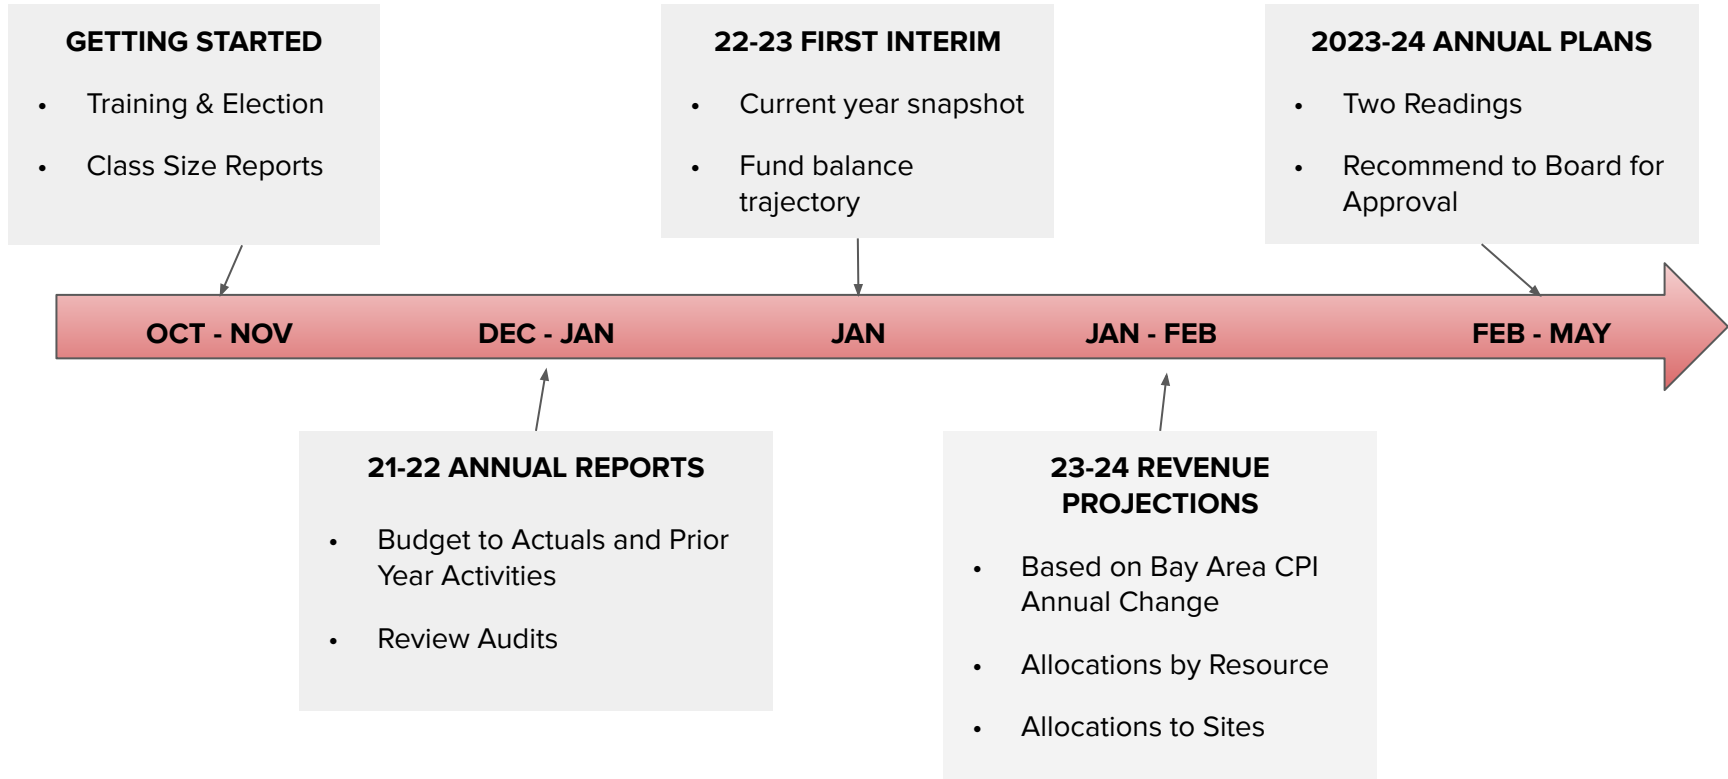 GETTING STARTED
• Training & Election
• Class Size Reports
22-23 FIRST INTERIM
• Current year snapshot
• Fund balance
trajectory
2023-24 ANNUAL PLANS
• Two Readings
• Recommend to Board for
Approval
OCT - NOV
DEC - JAN
JAN
JAN - FEB
FEB - MAY
21-22 ANNUAL REPORTS
• Budget to Actuals and Prior
Year Activities
• Review Audits
23-24 REVENUE
PROJECTIONS
• Based on Bay Area CPI
Annual Change
• Allocations by Resource
• Allocations to Sites